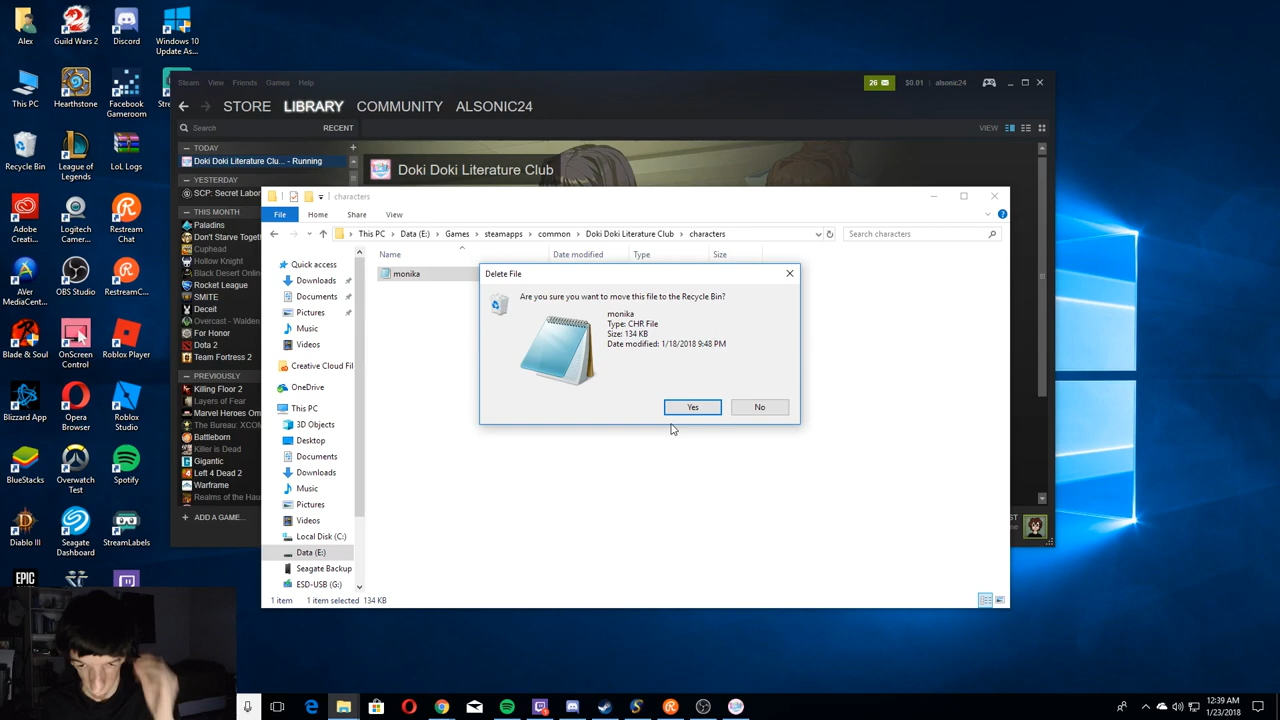 Alex
Guild Wars 2
Discord
Windows 10
Update As...
This PC
Hearthstone
Facebook
Gameroom
Recycle Bin
League of
Legends
LoL Logs
Adobe
Creati...
Logitech
Camer...
Restream
Chat
AVer
MediaCent...
OBS Studio
RestreamC...
Blade & Soul
OnScreen
Control
Roblox Player
Blizzard App
Opera
Browser
Roblox
Studio
BlueStacks
Overwatch
Test
Spotify
Diablo III
Seagate
Dashboard
StreamLabels
EPIC
Steam View Friends Games Help
26
$0.01
alsonic24
STORE LIBRARY COMMUNITY ALSONIC24
Search
RECENT
VIEW
TODAY
Doki Doki Literature Clu... - Running
YESTERDAY
SCP: Secret Labor
THIS MONTH
Paladins
Don't Starve Toget
Cuphead
Hollow Knight
Black Desert Onlin
Rocket League
SMITE
Deceit
Overcast - Walden
For Honor
Dota 2
Team Fortress 2
PREVIOUSLY
Killing Floor 2
Layers of Fear
Marvel Heroes Om
The Bureau: XCOM
Battleborn
Killer is Dead
Gigantic
Left 4 Dead 2
Warframe
Realms of the Hau
ADD A GAME...
Doki Doki Literature Club
ST
characters
File Home Share View
This PC Data (E:) Games steamapps common Doki Doki Literature Club characters
Search characters
Name Date modified Type Size
monika
Quick access
Downloads
Documents
Pictures
Music
Videos
Creative Cloud Fil
OneDrive
This PC
3D Objects
Desktop
Documents
Downloads
Music
Pictures
Videos
Local Disk (C:)
Data (E:)
Seagate Backup
ESD-USB (G:)
1 item 1 item selected 134 KB
Delete File
Are you sure you want to move this file to the Recycle Bin?
monika
Type: CHR File
Size: 134 KB
Date modified: 1/18/2018 9:48 PM
Yes No
12:39 AM
1/23/2018